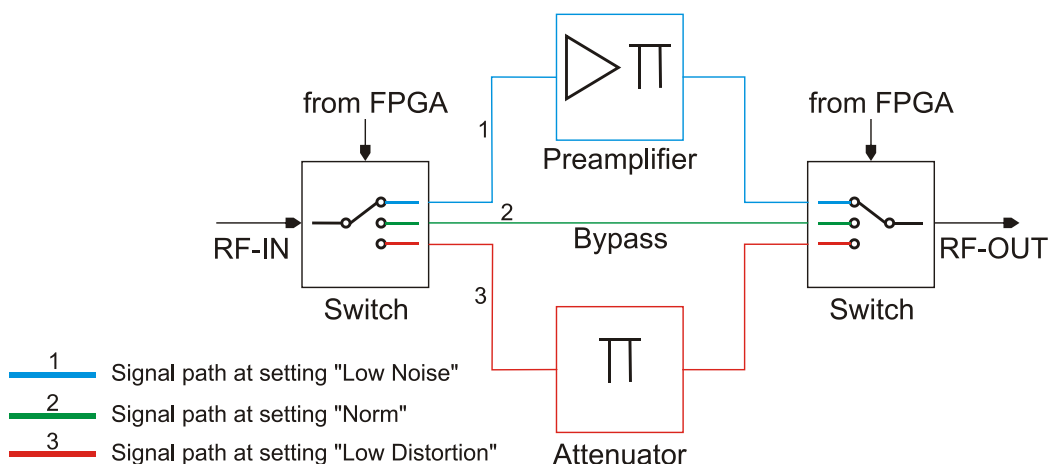 from FPGA
from FPGA
1
Preamplifier
2
RF-IN
Bypass
RF-OUT
3
Switch
Switch
1 Signal path at setting "Low Noise"
2 Signal path at setting "Norm"
3 Signal path at setting "Low Distortion"
Attenuator